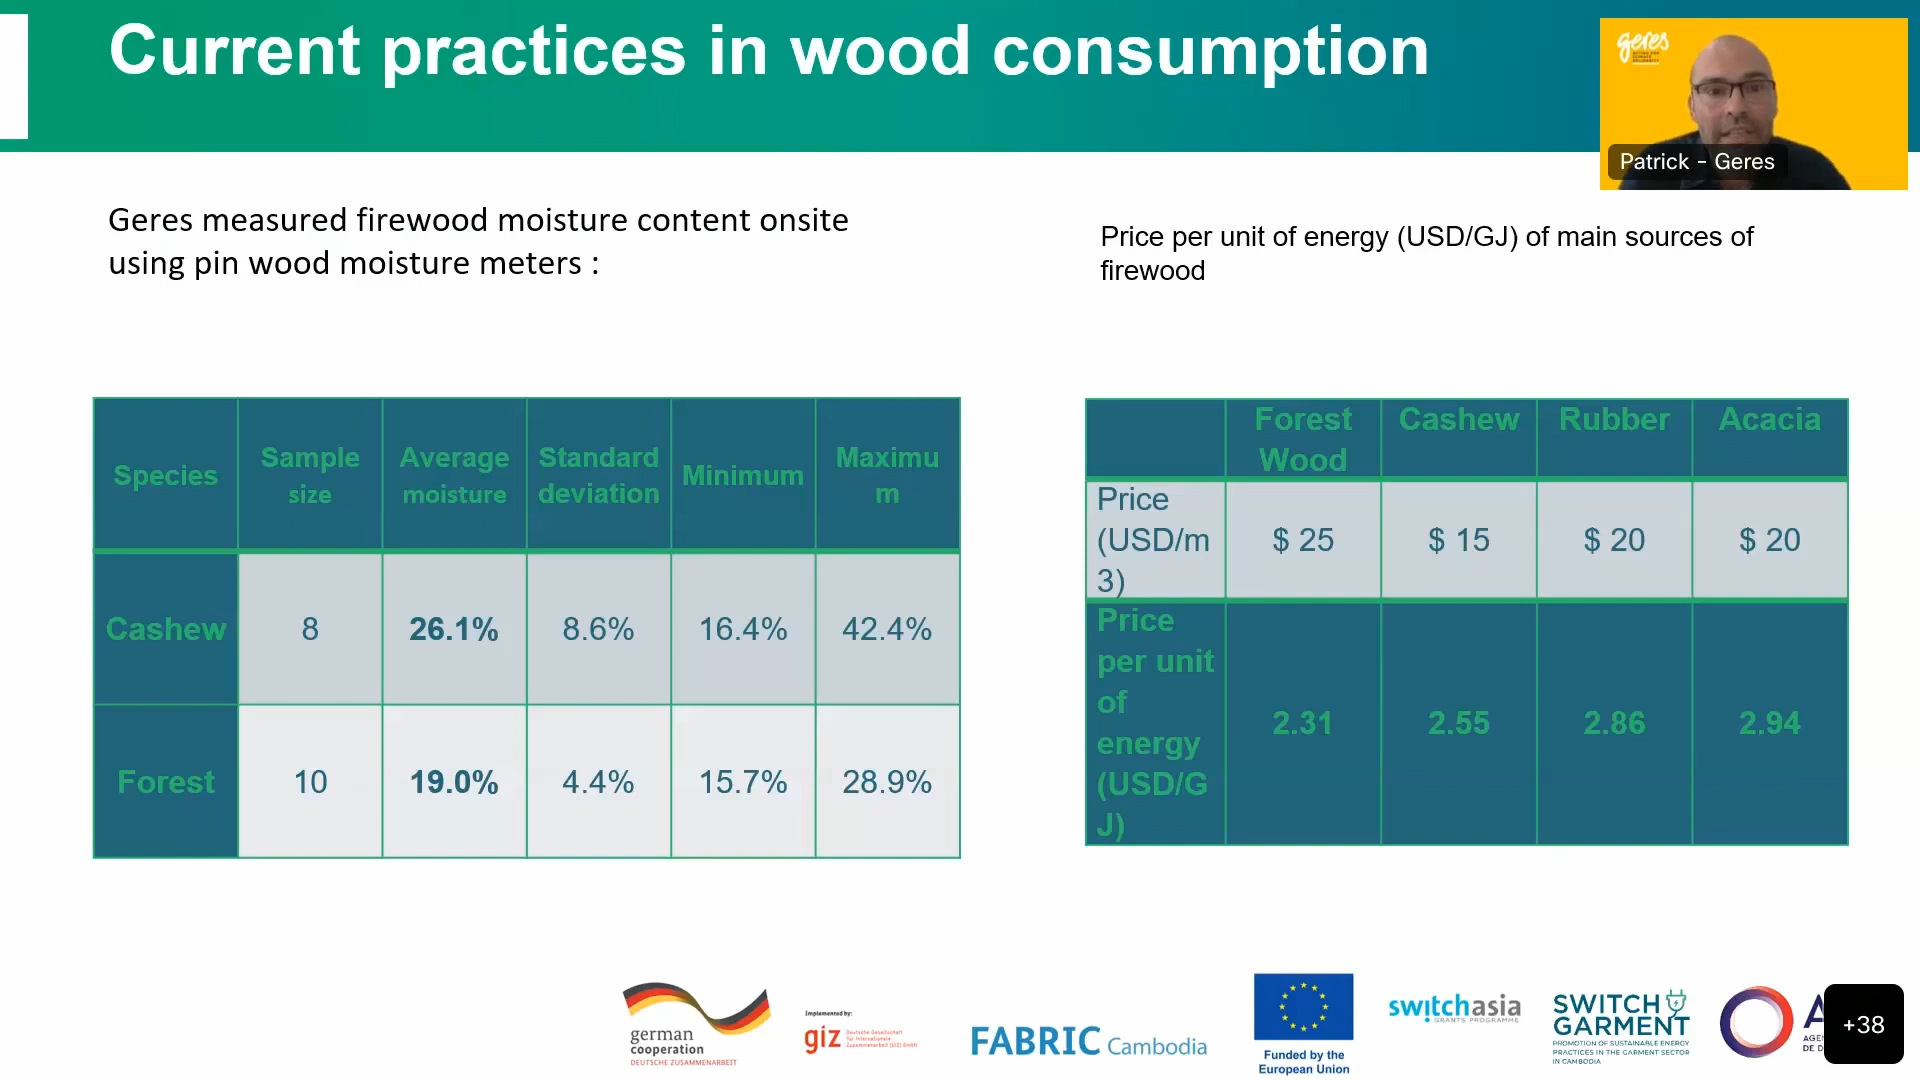 Current practices in wood consumption
geres
Patrick - Geres
Geres measured firewood moisture content onsite
using pin wood moisture meters :
Price per unit of energy (USD/GJ) of main sources of
firewood
Species
Sample
size
Average
moisture
Standard
deviation
Minimum
Maximu
m
Cashew
8
26.1%
8.6%
16.4%
42.4%
Forest
10
19.0%
4.4%
15.7%
28.9%
Forest
Wood
Cashew
Rubber
Acacia
Price
(USD/m
3)
$ 25
$ 15
$ 20
$ 20
Price
per unit
of
energy
(USD/G
J)
2.31
2.55
2.86
2.94
german
cooperation
DEUTSCHE ZUSAMMENARBEIT
Implemented by:
giz
Deutsche Gesellschaft
für Internationale
Zusammenarbeit (GIZ) GmbH
FABRIC Cambodia
Funded by the
European Union
switchasia
GRANTS PROGRAMME
SWITCH
GARMENT
PROMOTION OF SUSTAINABLE ENERGY
PRACTICES IN THE GARMENT SECTOR
IN CAMBODIA
+38